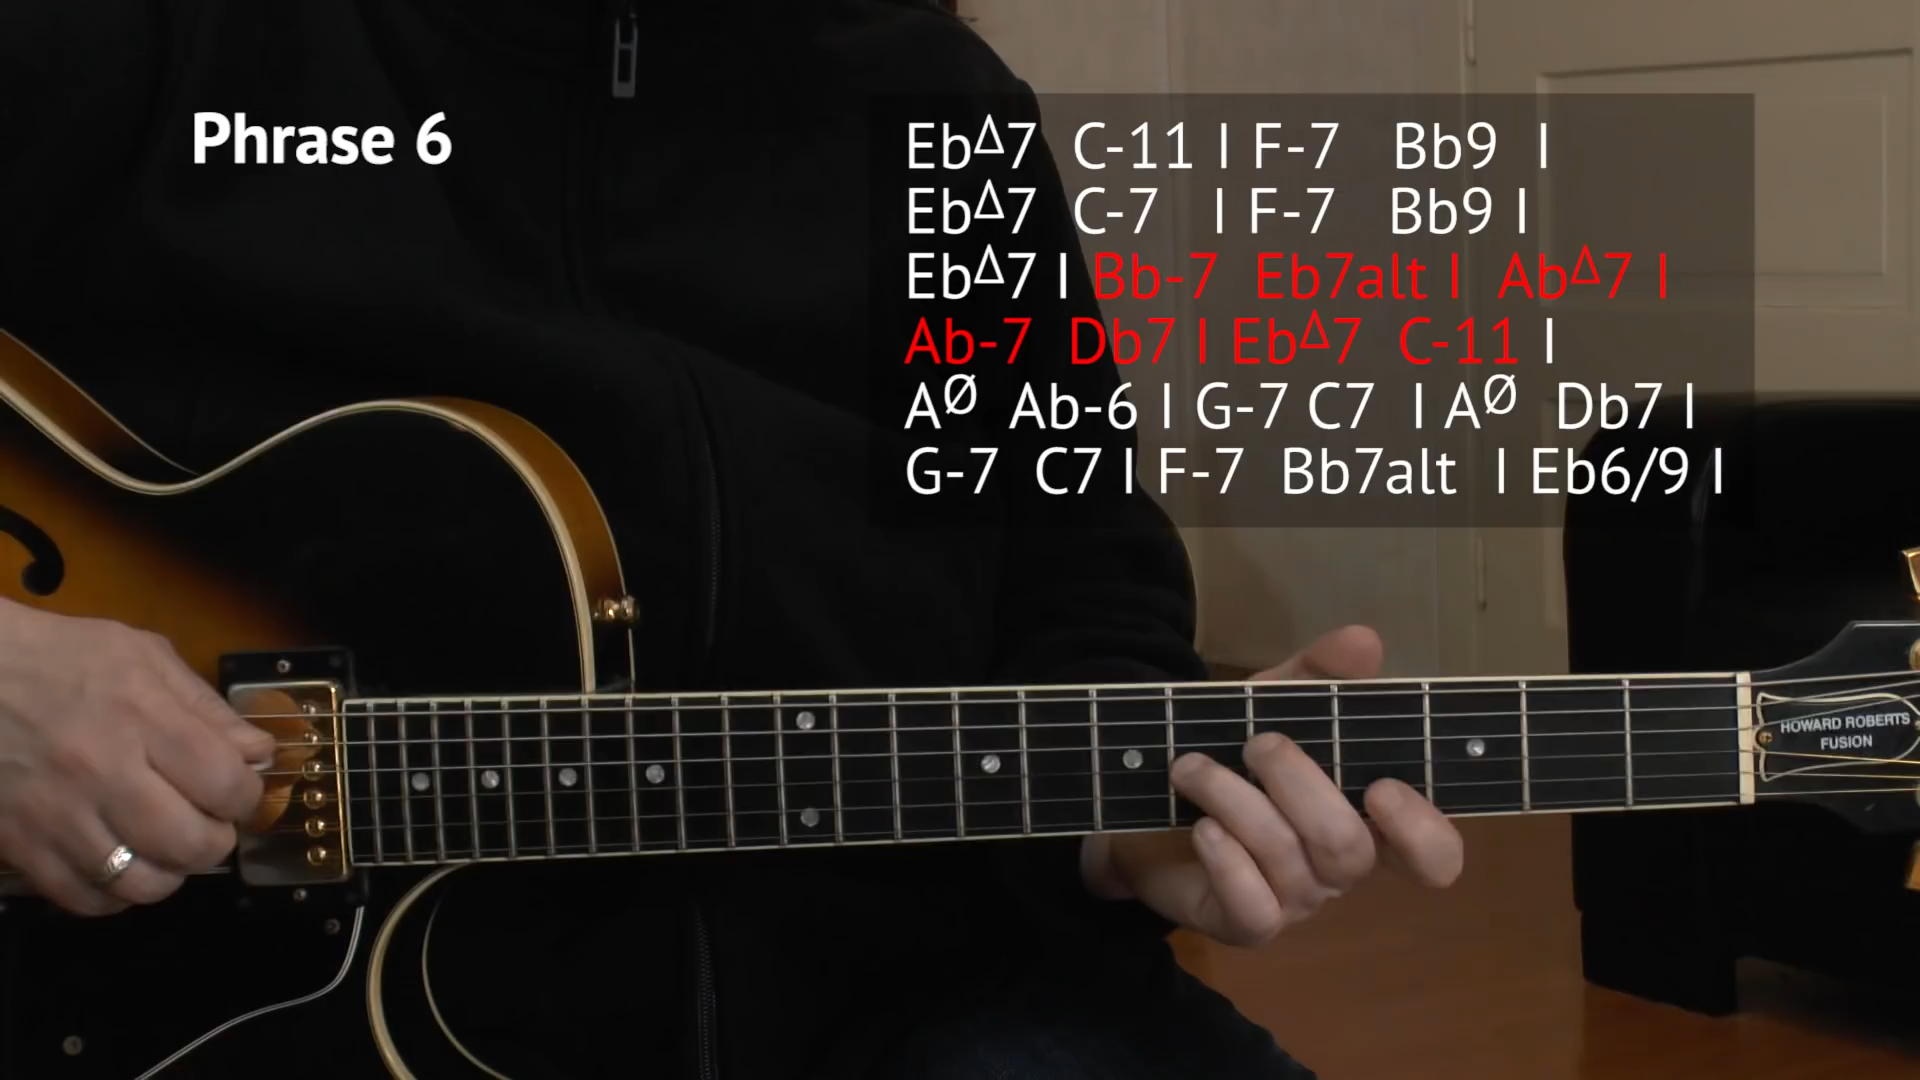 Phrase 6
EbΔ7 C-11 | F-7 Bb9 |
EbΔ7 C-7 | F-7 Bb9 |
EbΔ7 | Bb-7 Eb7alt | AbΔ7 |
Ab-7 Db7 | EbΔ7 C-11 |
AØ Ab-6 | G-7 C7 | AØ Db7 |
G-7 C7 | F-7 Bb7alt | Eb6/9 |
HOWARD ROBERTS
FUSION